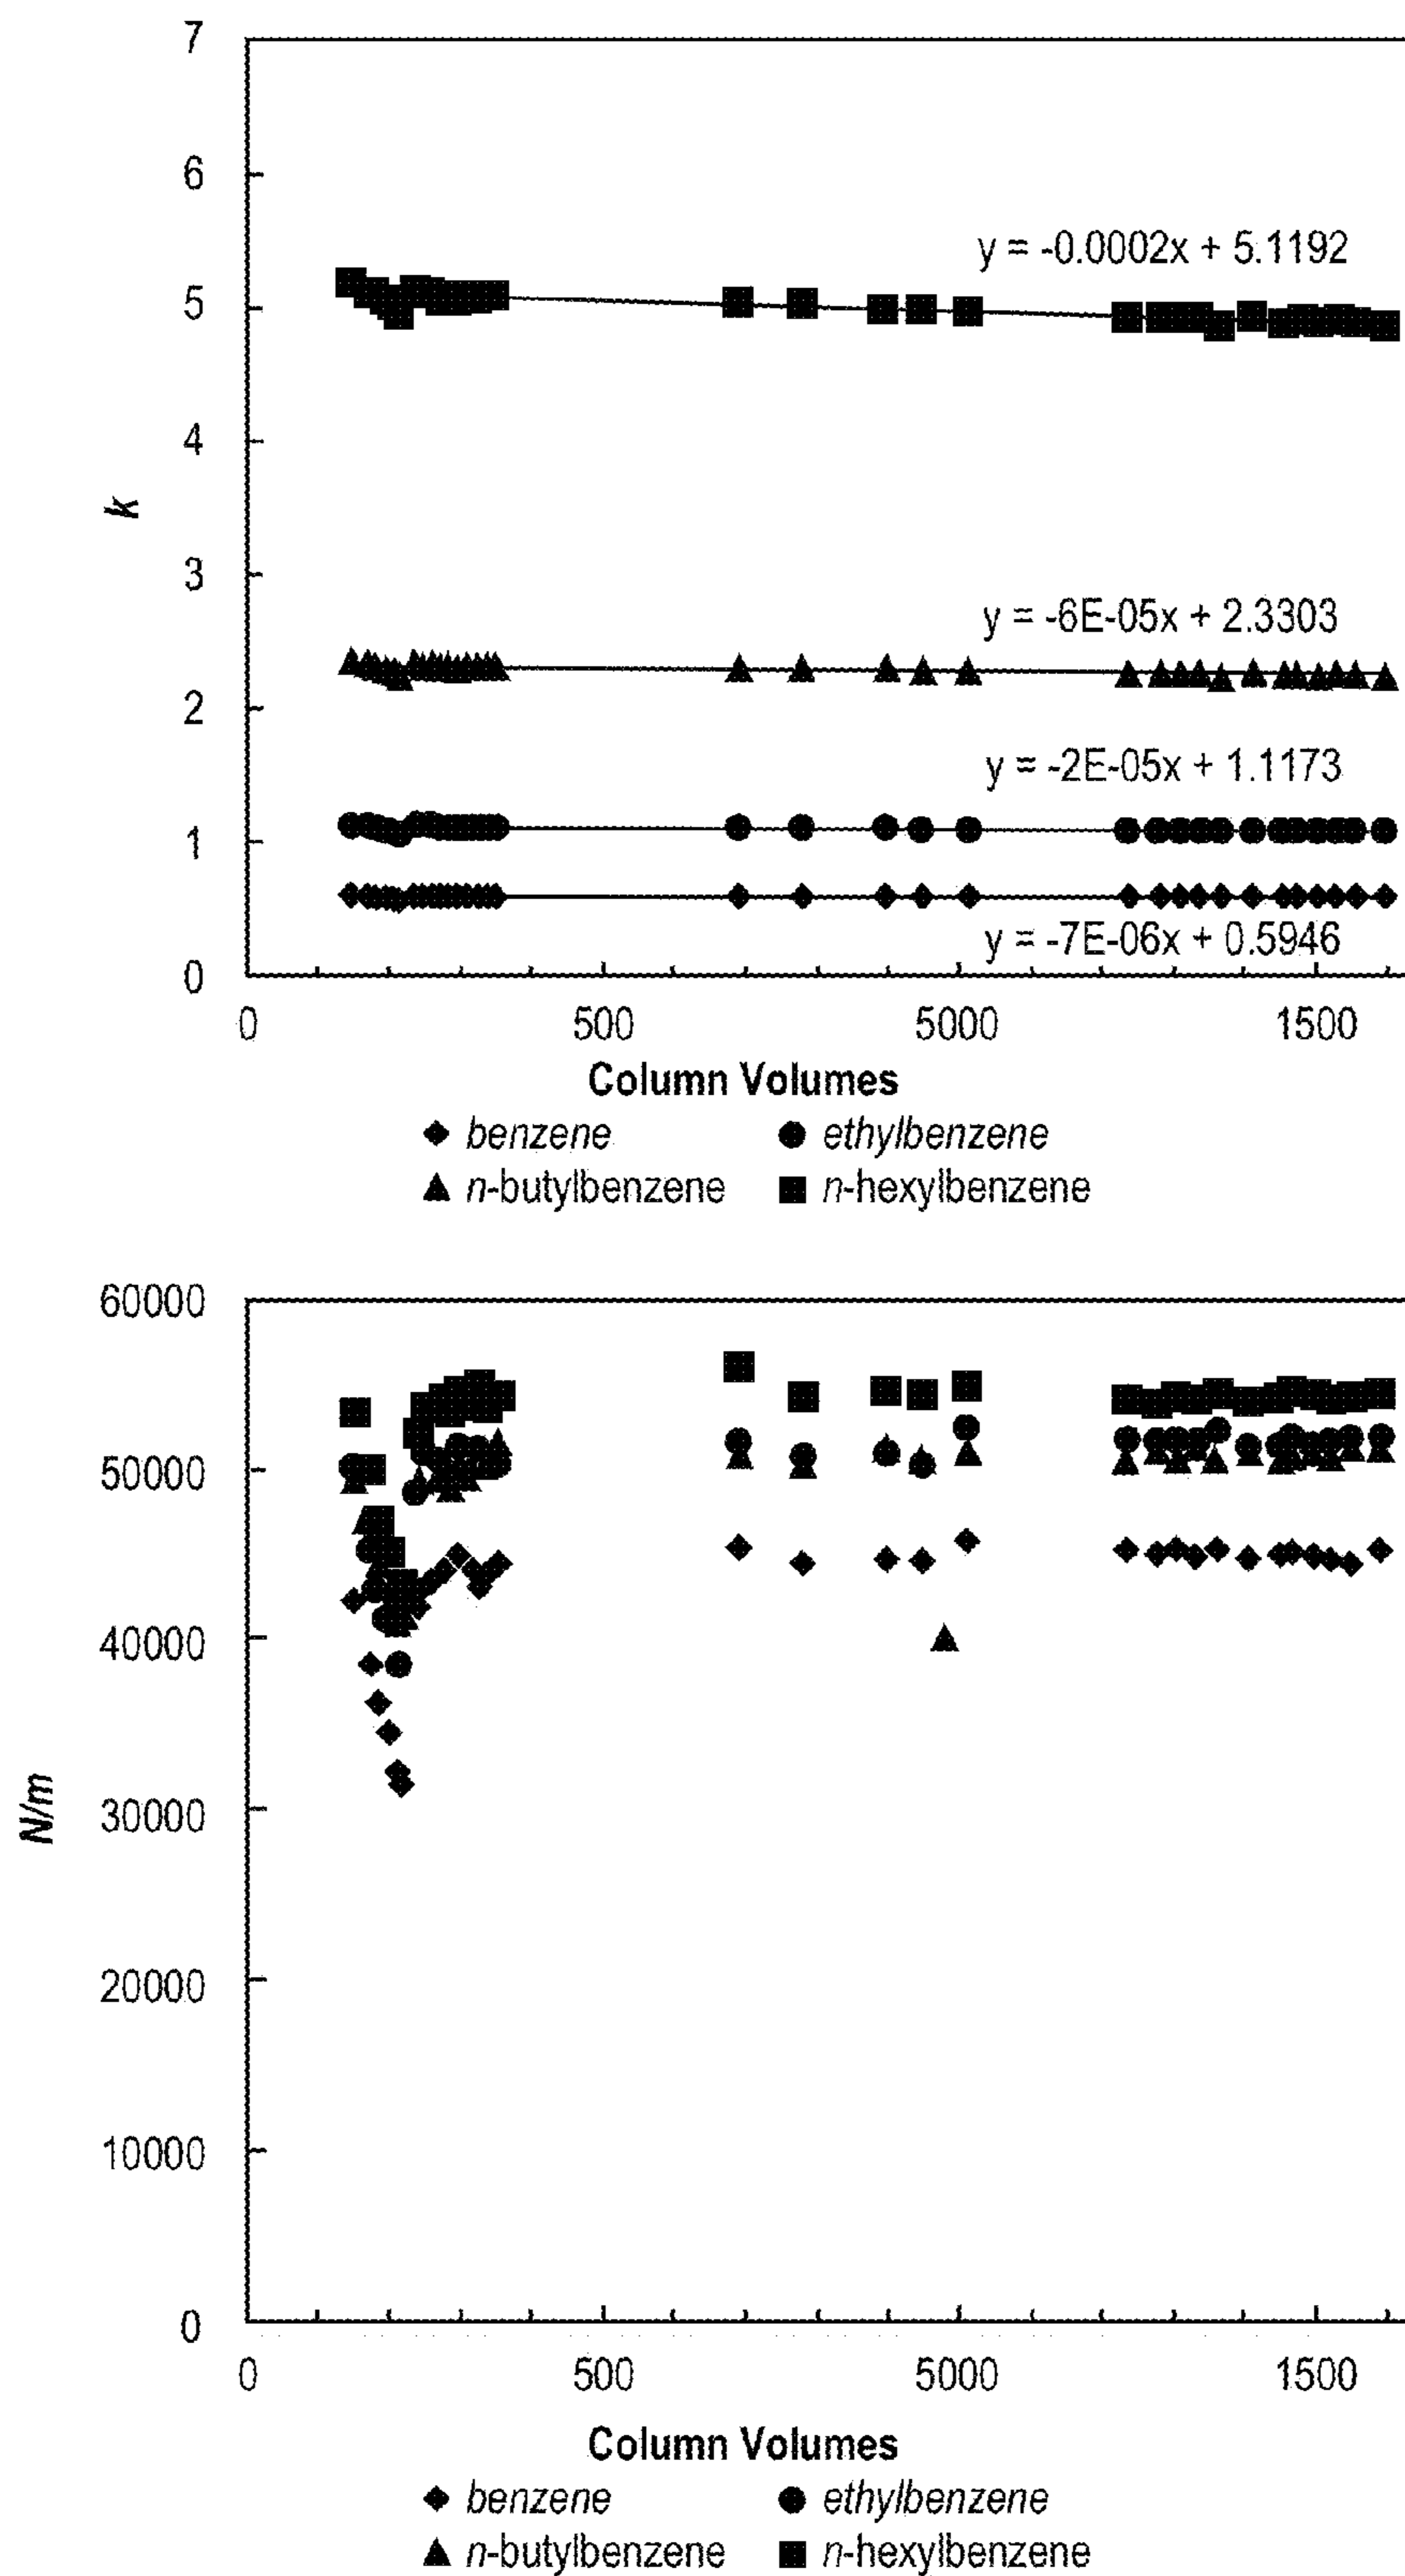 7
6
y = -0.0002x + 5.1192
5
4
k
3
y = -6E-05x + 2.3303
2
y = -2E-05x + 1.1173
1
y = -7E-06x + 0.5946
0
0 500 5000 1500
Column Volumes
benzene ethylbenzene
n-butylbenzene n-hexylbenzene
60000
50000
40000
N/m
30000
20000
10000
0
0 500 5000 1500
Column Volumes
benzene ethylbenzene
n-butylbenzene n-hexylbenzene